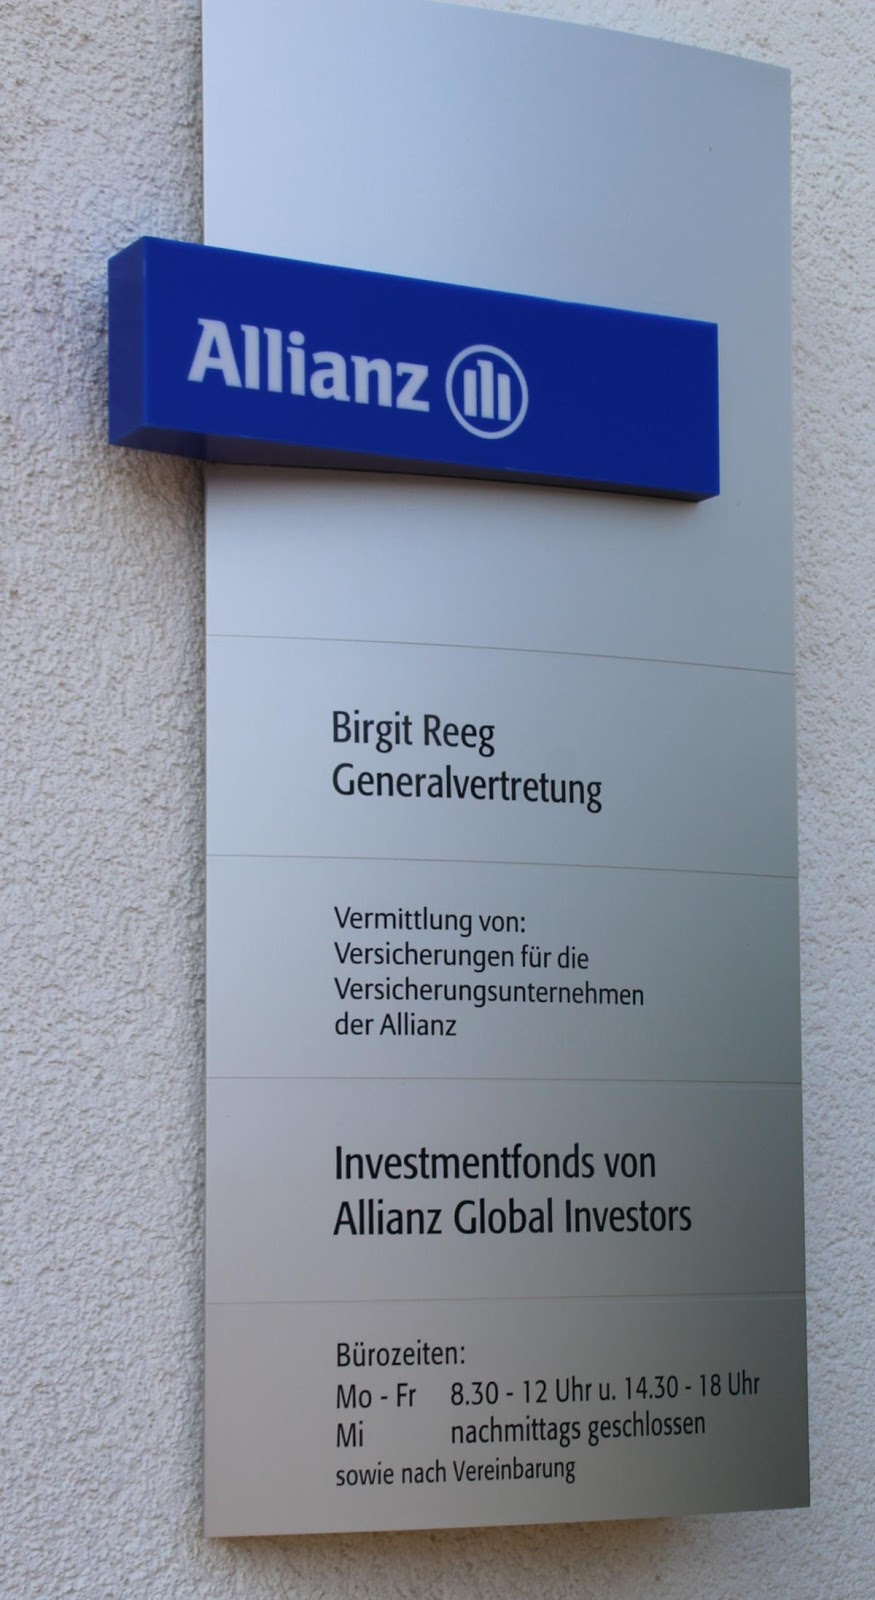 Allianz
Birgit Reeg
Generalvertretung
Vermittlung von:
Versicherungen für die
Versicherungsunternehmen
der Allianz
Investmentfonds von
Allianz Global Investors
Bürozeiten:
Mo - Fr 8.30 - 12 Uhr u. 14.30 - 18 Uhr
Mi nachmittags geschlossen
sowie nach Vereinbarung